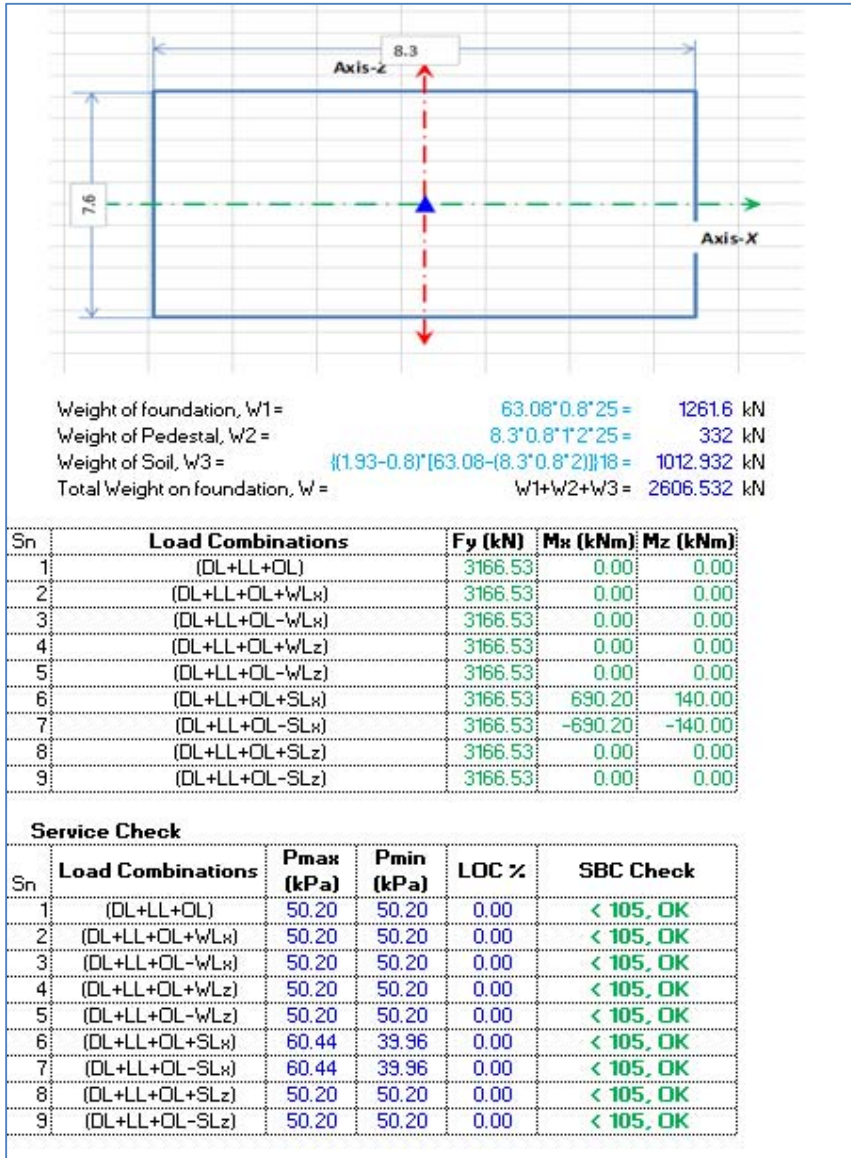 8.3
Axis-z
7.6
Axis-X
Weight of foundation, W1= 63.08*0.8*25 = 1261.6 kN
Weight of Pedestal, W2 = 8.3*0.8*1*2*25 = 332 kN
Weight of Soil, W3 = {(1.93-0.8)*[63.08-(8.3*0.8*2)]}18 = 1012.932 kN
Total Weight on foundation, W = W1+W2+W3 = 2606.532 kN
Sn Load Combinations Fy (kN) Mx (kNm) Mz (kNm)
1 (DL+LL+OL) 3166.53 0.00 0.00
2 (DL+LL+OL+WLx) 3166.53 0.00 0.00
3 (DL+LL+OL-WLx) 3166.53 0.00 0.00
4 (DL+LL+OL+WLz) 3166.53 0.00 0.00
5 (DL+LL+OL-WLz) 3166.53 0.00 0.00
6 (DL+LL+OL+SLx) 3166.53 690.20 140.00
7 (DL+LL+OL-SLx) 3166.53 -690.20 -140.00
8 (DL+LL+OL+SLz) 3166.53 0.00 0.00
9 (DL+LL+OL-SLz) 3166.53 0.00 0.00
Service Check
Sn Load Combinations Pmax (kPa) Pmin (kPa) LOC % SBC Check
1 (DL+LL+OL) 50.20 50.20 0.00 < 105, OK
2 (DL+LL+OL+WLx) 50.20 50.20 0.00 < 105, OK
3 (DL+LL+OL-WLx) 50.20 50.20 0.00 < 105, OK
4 (DL+LL+OL+WLz) 50.20 50.20 0.00 < 105, OK
5 (DL+LL+OL-WLz) 50.20 50.20 0.00 < 105, OK
6 (DL+LL+OL+SLx) 60.44 39.96 0.00 < 105, OK
7 (DL+LL+OL-SLx) 60.44 39.96 0.00 < 105, OK
8 (DL+LL+OL+SLz) 50.20 50.20 0.00 < 105, OK
9 (DL+LL+OL-SLz) 50.20 50.20 0.00 < 105, OK